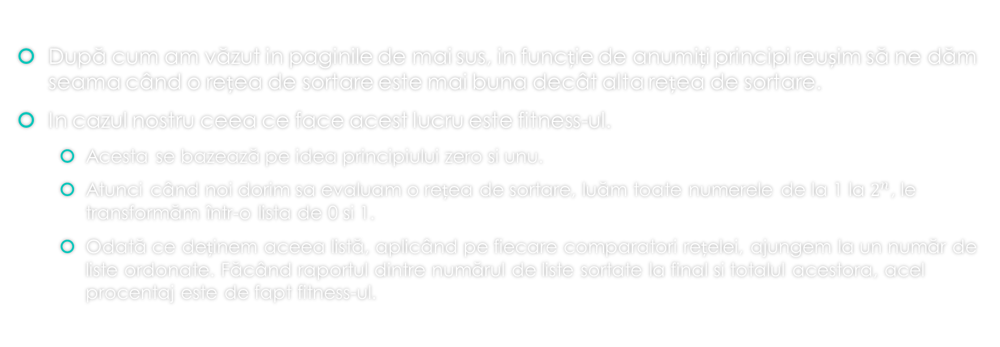 După cum am văzut in paginile de mai sus, in funcție de anumiți principi reușim să ne dăm
seama când o rețea de sortare este mai buna decât alta rețea de sortare.
In cazul nostru ceea ce face acest lucru este fitness-ul.
Acesta se bazează pe idea principiului zero si unu.
Atunci când noi dorim sa evaluam o rețea de sortare, luăm toate numerele de la 1 la 2ⁿ, le
transformăm într-o lista de 0 si 1.
Odată ce deținem aceea listă, aplicând pe fiecare comparatori rețelei, ajungem la un număr de
liste ordonate. Făcând raportul dintre numărul de liste sortate la final si totalul acestora, acel
procentaj este de fapt fitness-ul.